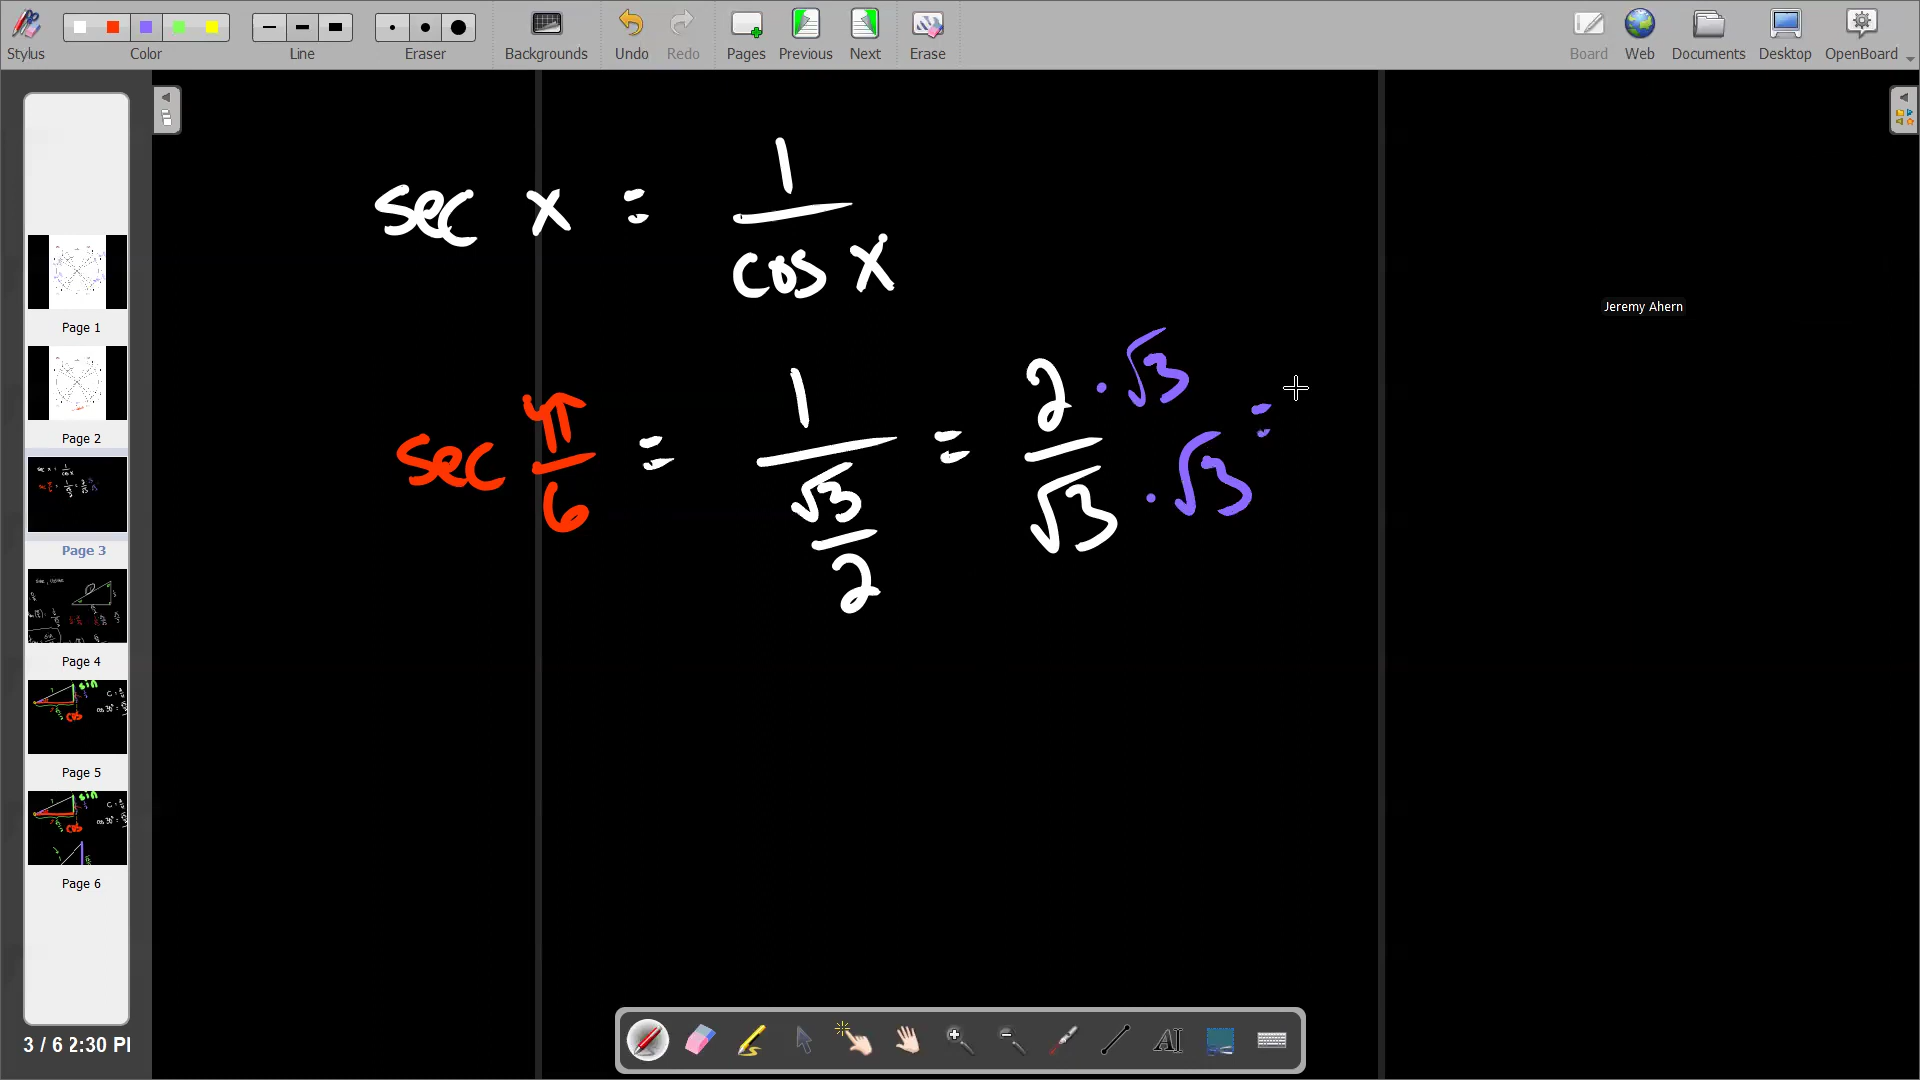 Stylus
Color
Line
Eraser
Backgrounds
Undo
Redo
Pages
Previous
Next
Erase
Board
Web
Documents
Desktop
OpenBoard
Page 1
Page 2
Page 3
Page 4
Page 5
Page 6
3 / 6 2:30 PM
sec x = 1/cos x
sec π/6 = 1/(√3/2) = 2·√3/√3·√3 =
Jeremy Ahern
AI